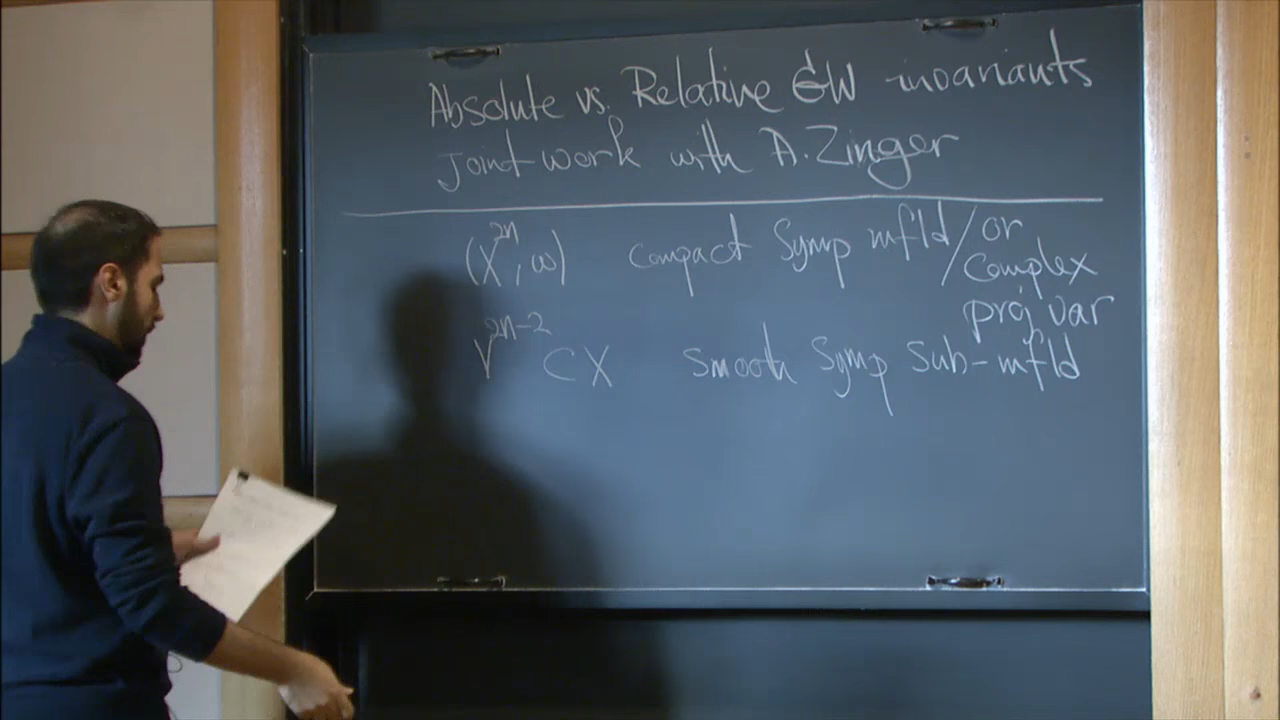 Absolute vs. Relative GW invariants
Joint work with A. Zinger
(X²ⁿ, ω) Compact Symp mfld / or
Complex
proj var
V²ⁿ⁻² ⊂ X Smooth Symp Sub-mfld